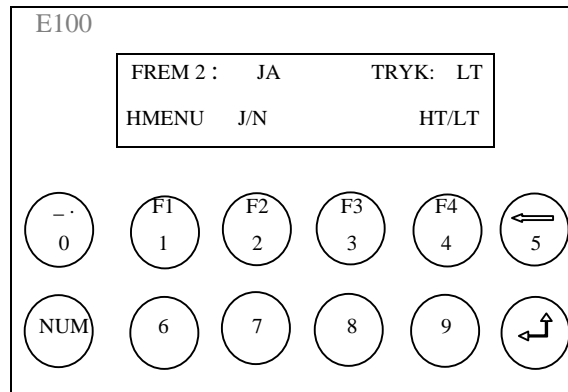 E100
FREM 2 : JA TRYK: LT
HMENU J/N HT/LT
_ . F1 F2 F3 F4
0 1 2 3 4 5
NUM 6 7 8 9